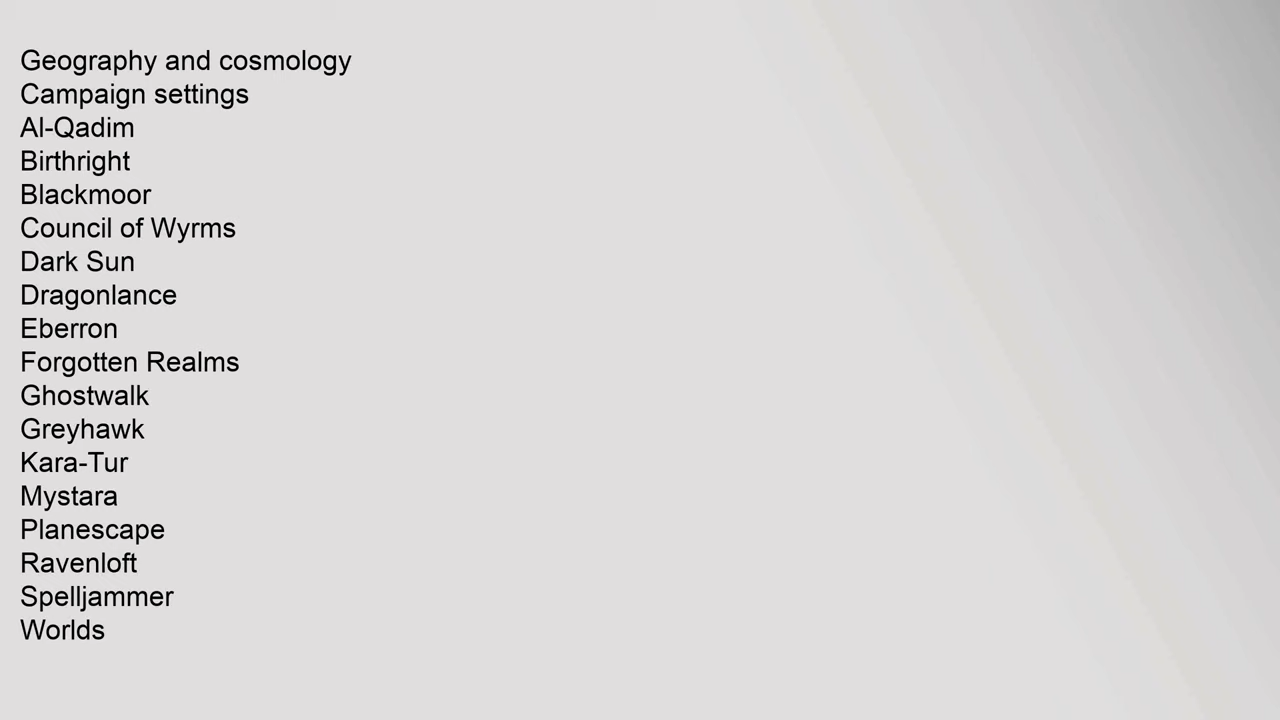 Geography and cosmology
Campaign settings
Al-Qadim
Birthright
Blackmoor
Council of Wyrms
Dark Sun
Dragonlance
Eberron
Forgotten Realms
Ghostwalk
Greyhawk
Kara-Tur
Mystara
Planescape
Ravenloft
Spelljammer
Worlds